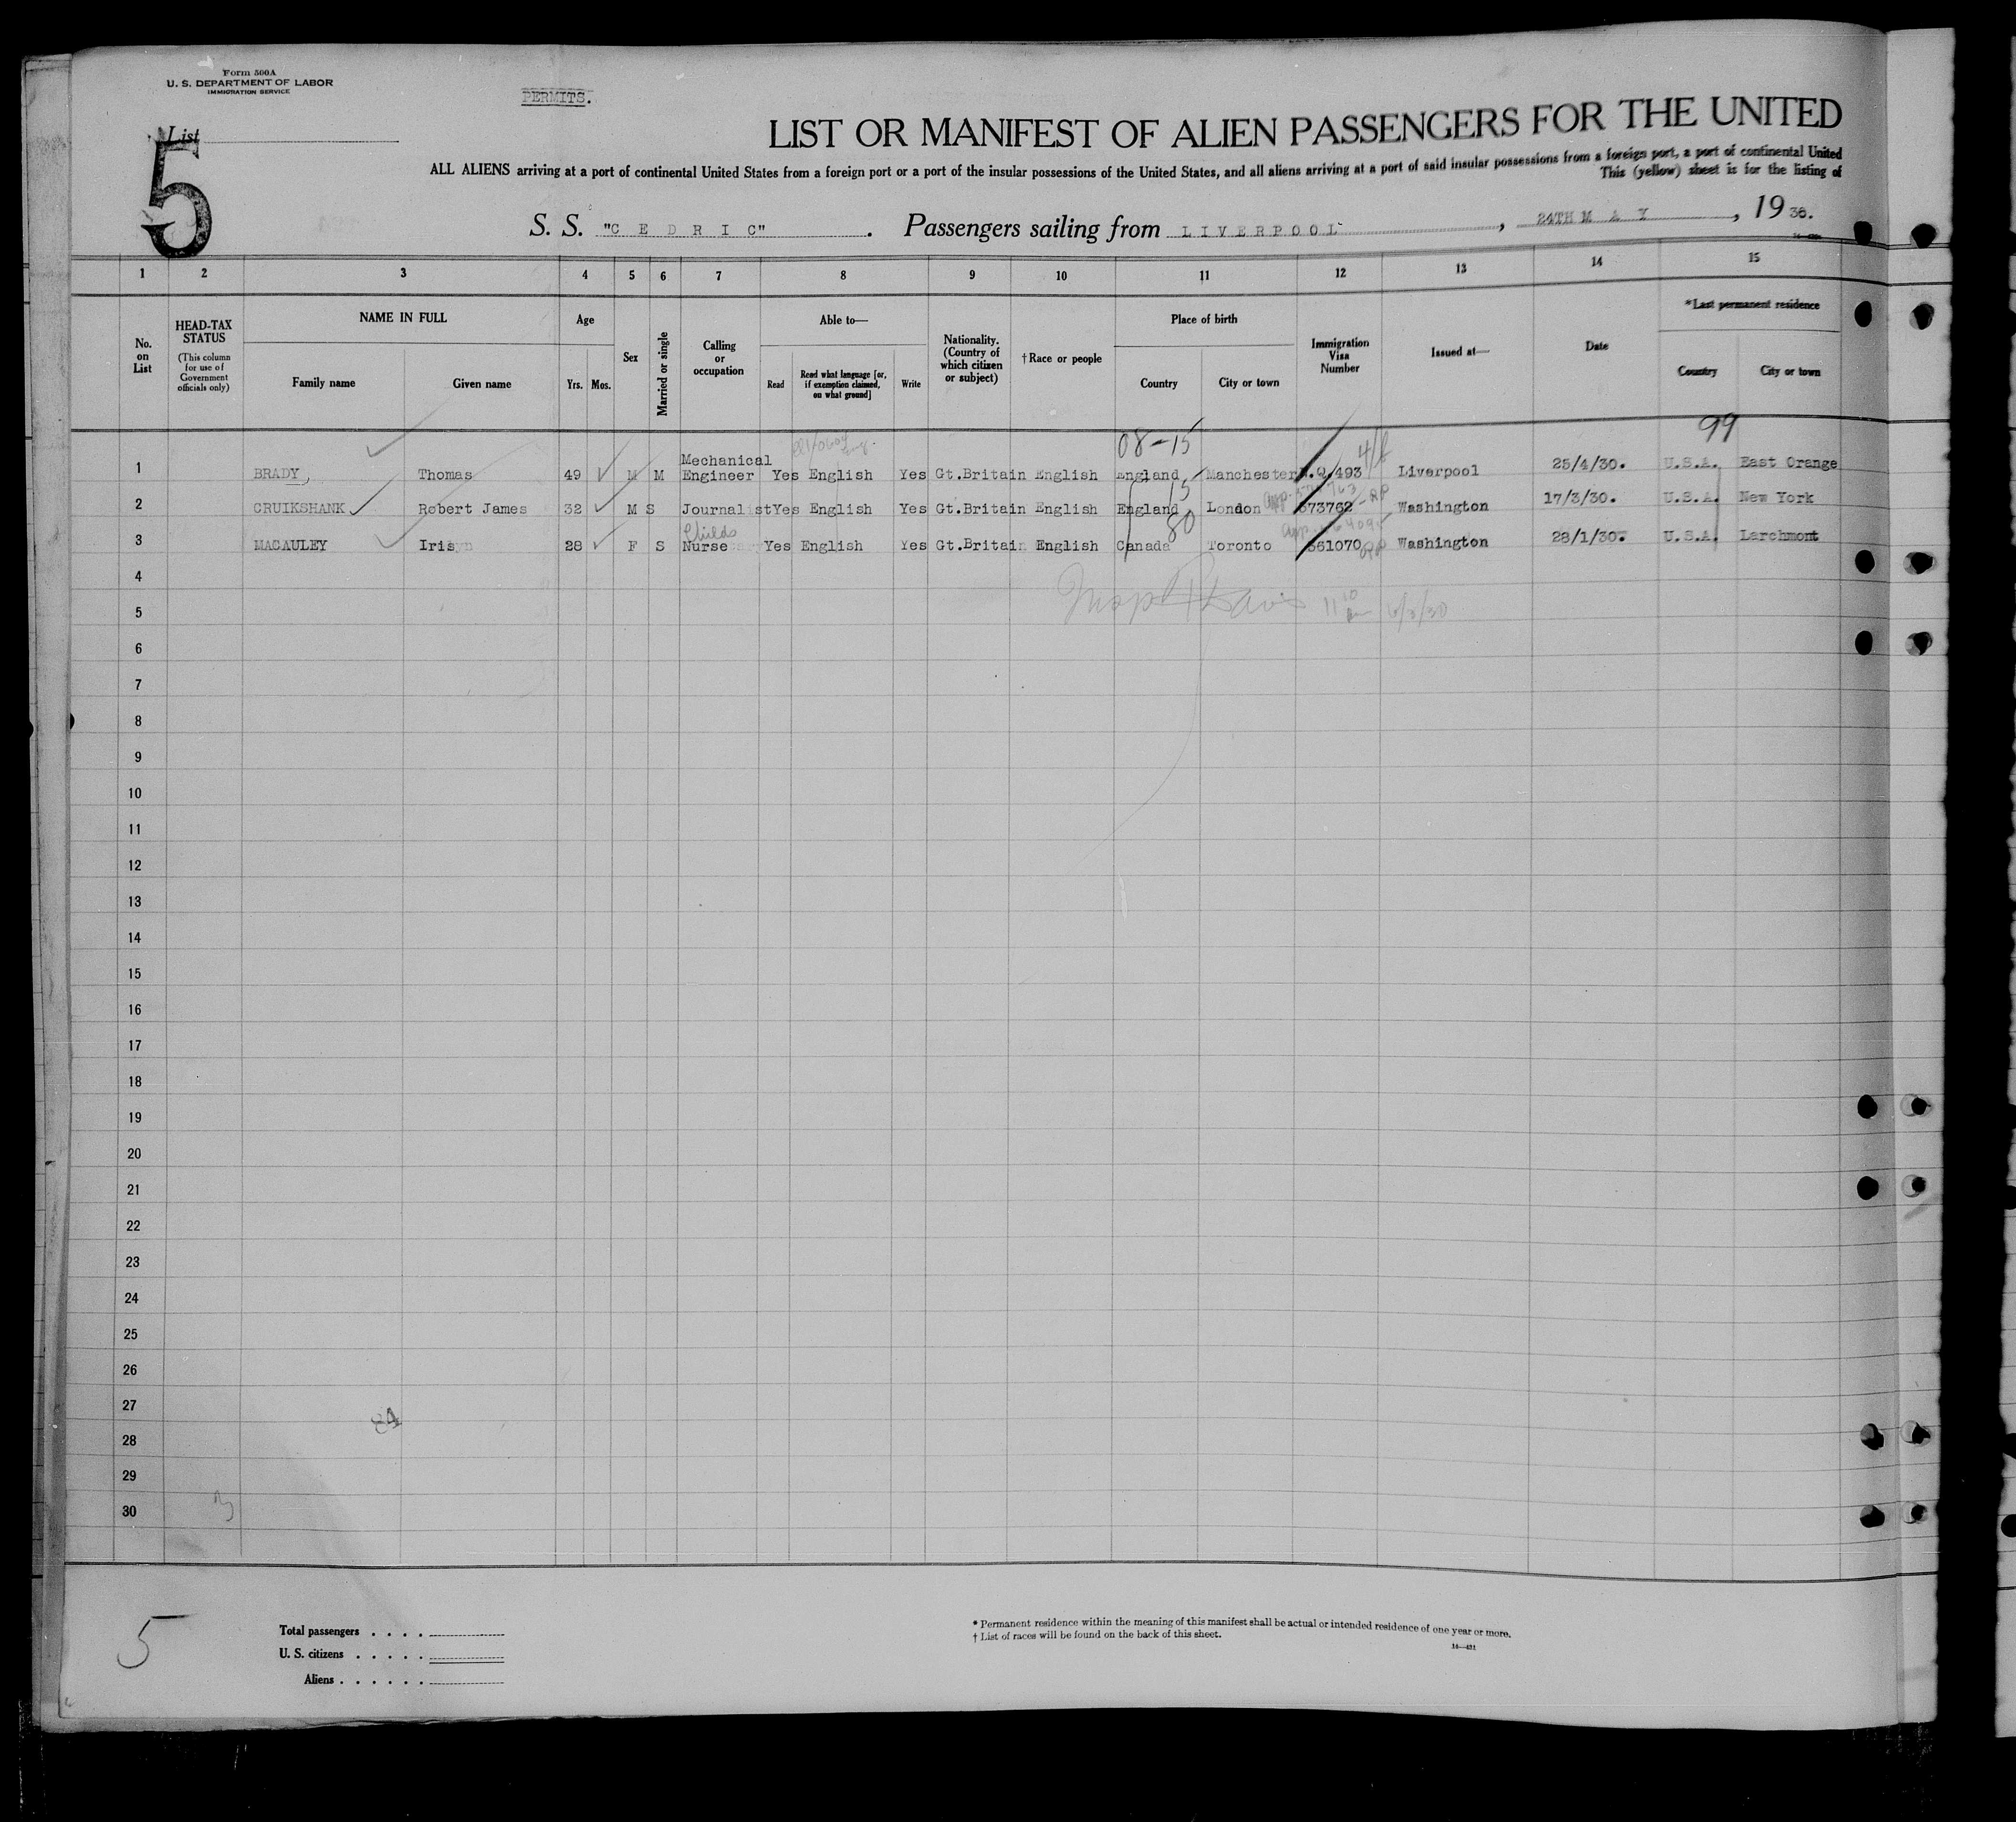 Form 500A
U. S. DEPARTMENT OF LABOR
IMMIGRATION SERVICE
PERMITS.
List
5
LIST OR MANIFEST OF ALIEN PASSENGERS FOR THE UNITED
ALL ALIENS arriving at a port of continental United States from a foreign port or a port of the insular possessions of the United States, and all aliens arriving at a port of said insular possessions from a foreign port, a port of continental United
This (yellow) sheet is for the listing of
S. S. "C E D R I C". Passengers sailing from L I V E R P O O L, 24TH M A Y, 19 30.
1 2 3 4 5 6 7 8 9 10 11 12 13 14 15
No. on List
HEAD-TAX STATUS (This column for use of Government officials only)
NAME IN FULL
Family name Given name
Age
Yrs. Mos.
Sex
Married or single
Calling or occupation
Able to—
Read Read what language [or, if exemption claimed, on what ground] Write
Nationality. (Country of which citizen or subject)
†Race or people
Place of birth
Country City or town
Immigration Visa Number
Issued at—
Date
*Last permanent residence
Country City or town
08-15 99
1 BRADY, Thomas 49 M M Mechanical Engineer Yes English Yes Gt.Britain English England Manchester N.Q.493 Liverpool 25/4/30. U.S.A. East Orange
15
2 CRUIKSHANK Robert James 32 M S Journalist Yes English Yes Gt.Britain English England London 573762 Washington 17/3/30. U.S.A. New York
80
Childs
3 MACAULEY Iris 28 F S Nurse Yes English Yes Gt.Britain English Canada Toronto 561070 Washington 28/1/30. U.S.A. Larchmont
4
5
6
7
8
9
10
11
12
13
14
15
16
17
18
19
20
21
22
23
24
25
26
27
28
29
30
5
Total passengers . . . .
U. S. citizens . . . . .
Aliens . . . . . .
* Permanent residence within the meaning of this manifest shall be actual or intended residence of one year or more.
† List of races will be found on the back of this sheet.